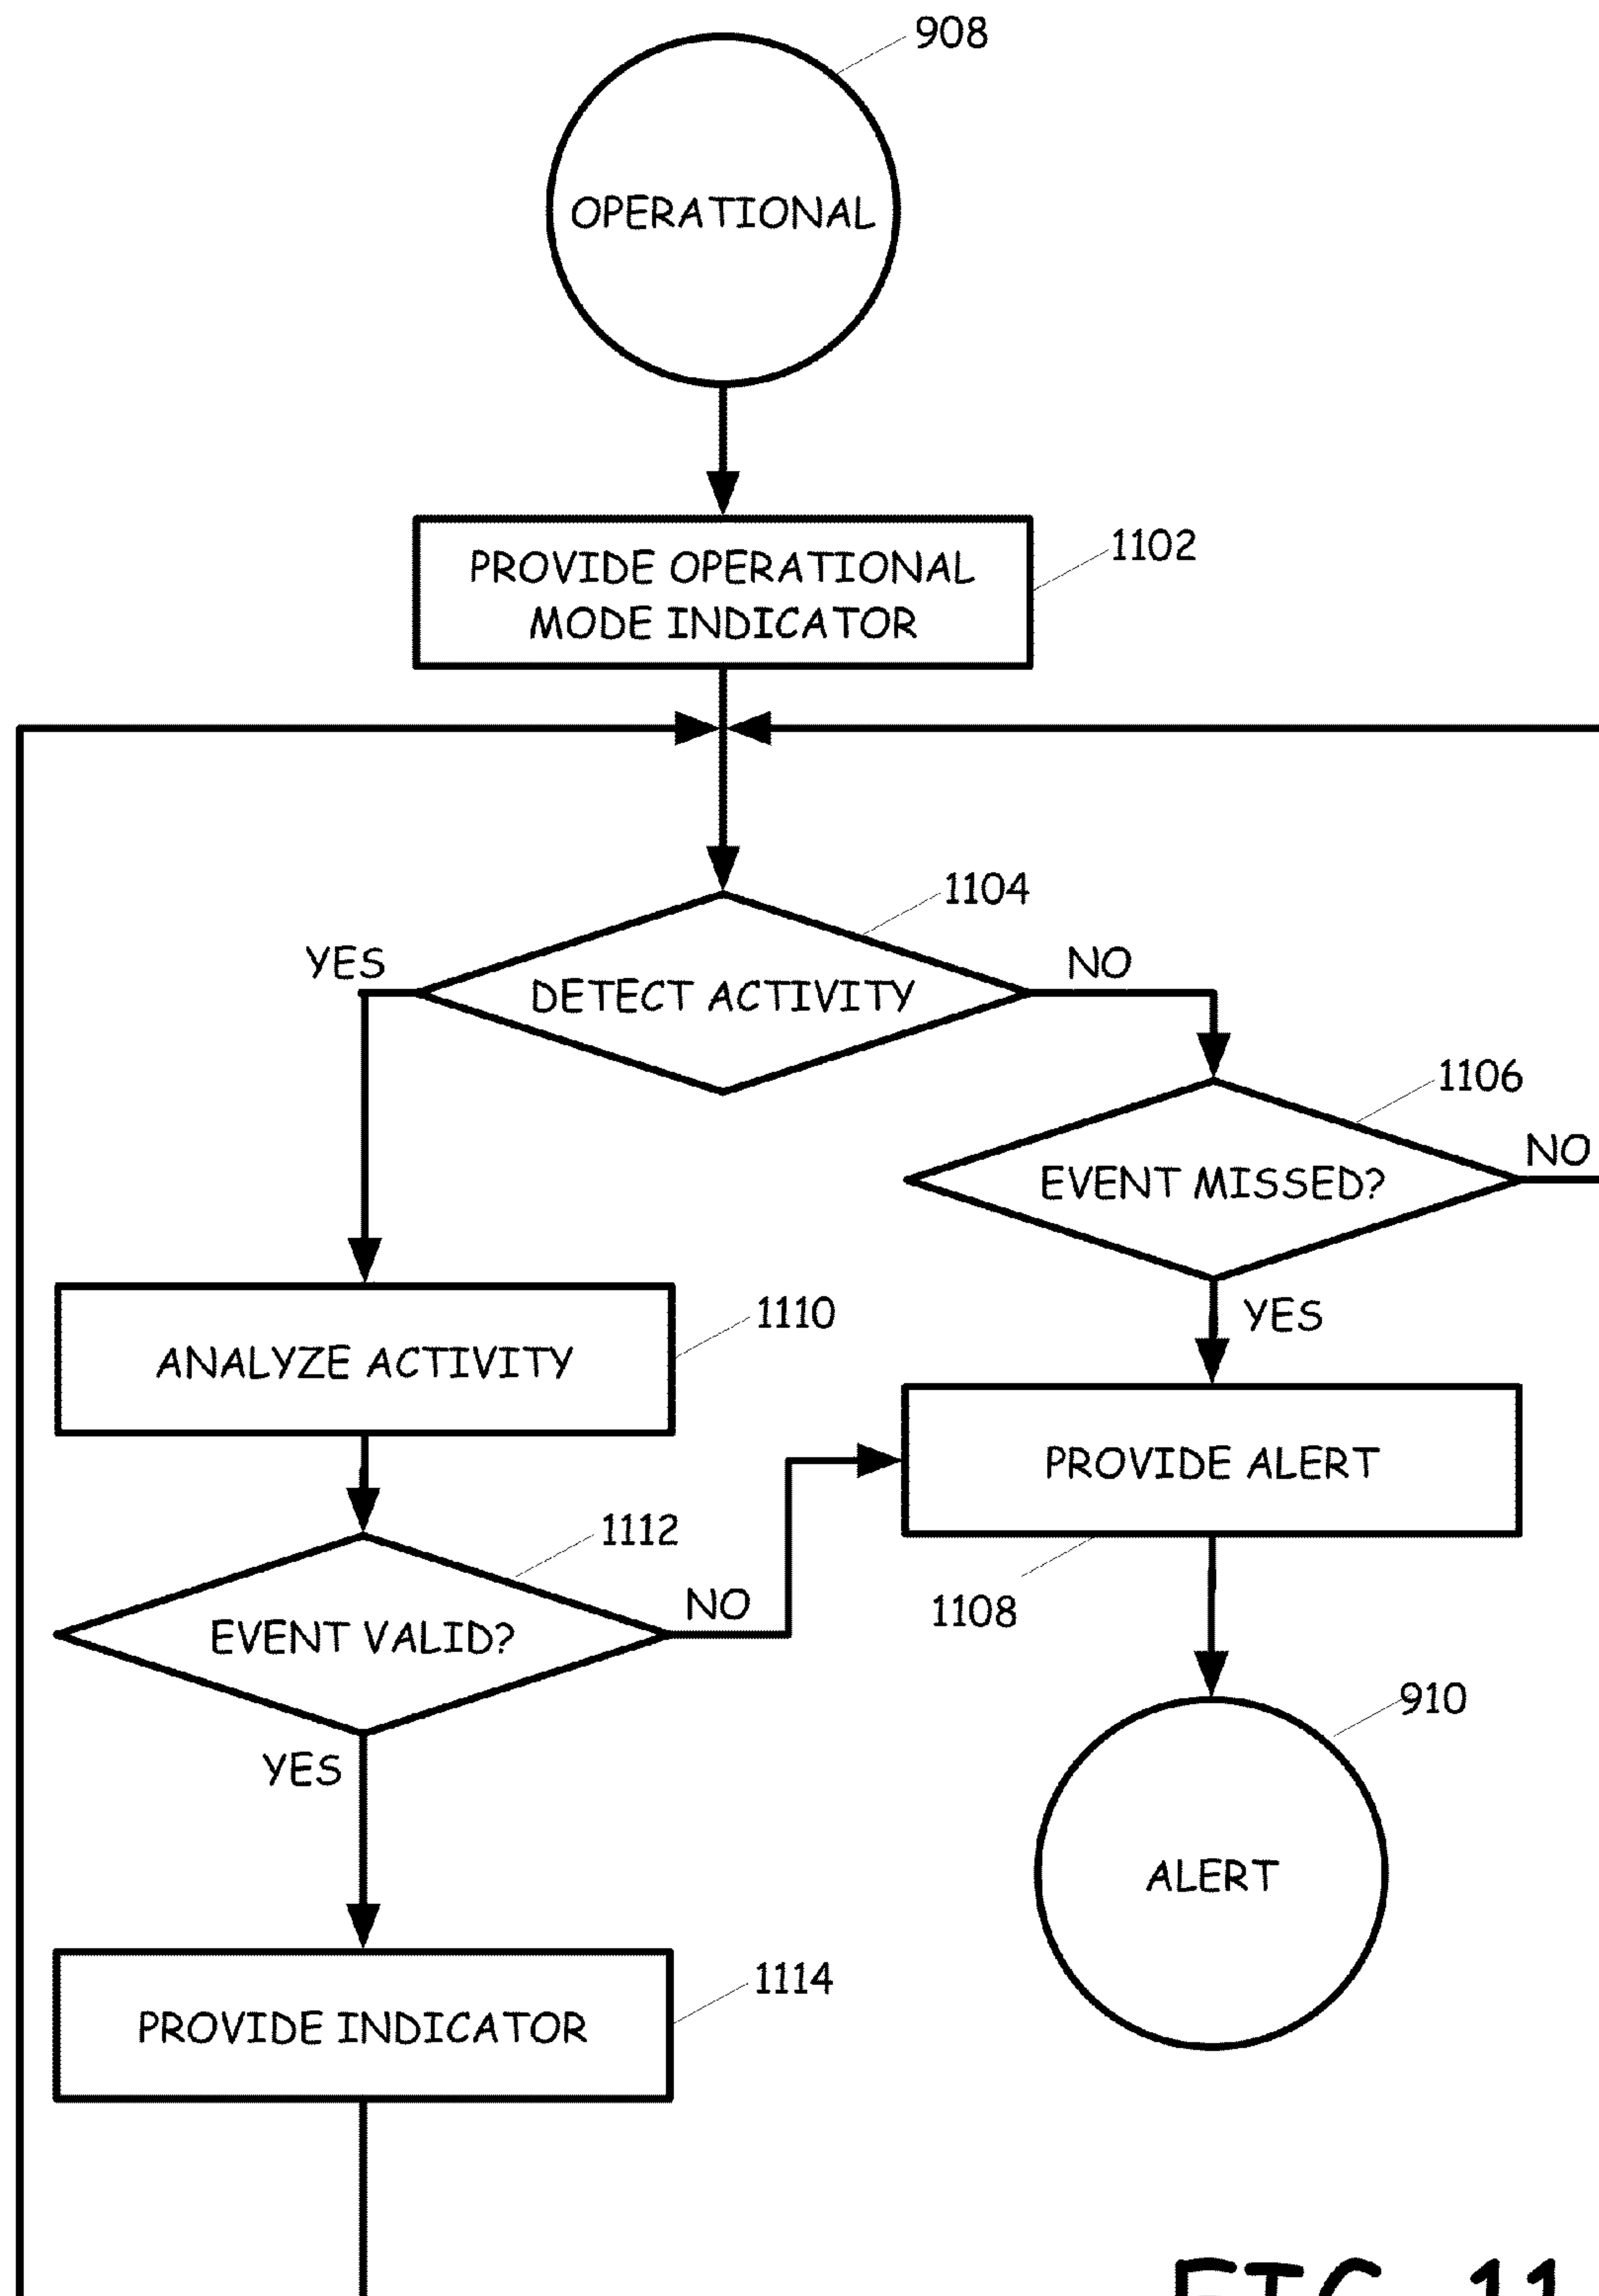 908
OPERATIONAL
PROVIDE OPERATIONAL
MODE INDICATOR
1102
1104
YES
NO
DETECT ACTIVITY
1106
NO
EVENT MISSED?
YES
1110
ANALYZE ACTIVITY
PROVIDE ALERT
1112
NO
1108
EVENT VALID?
YES
910
ALERT
1114
PROVIDE INDICATOR